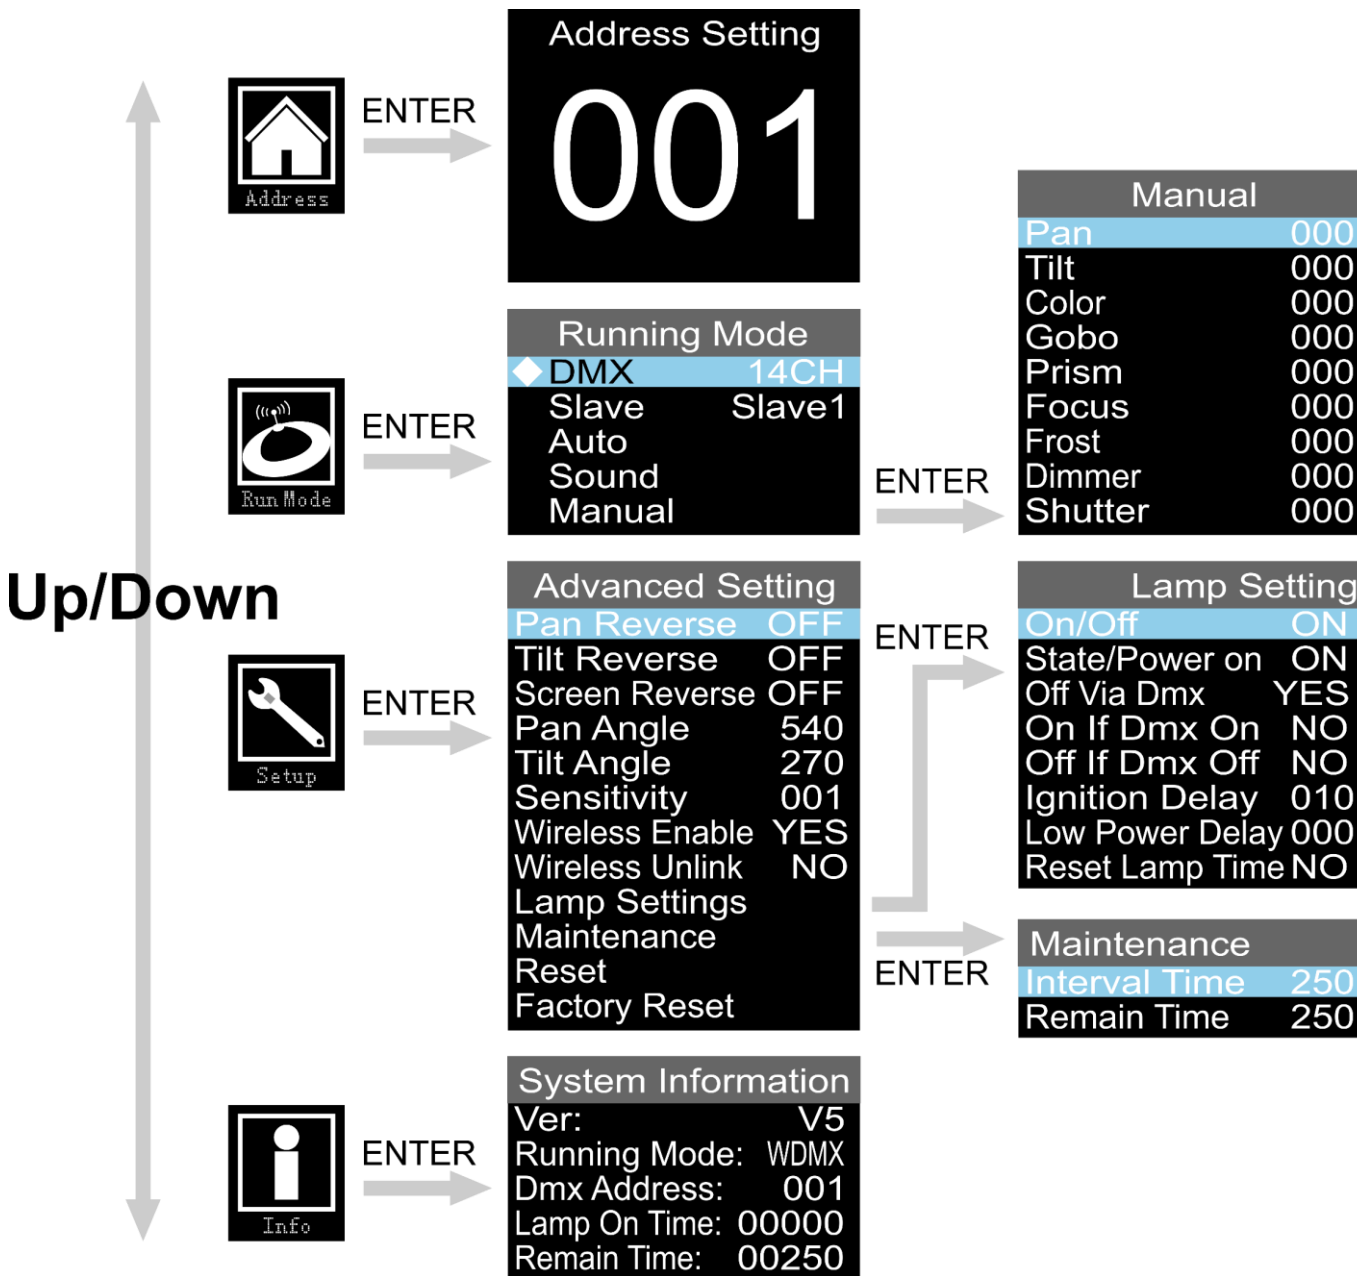 Address Setting
001
ENTER
Address
Running Mode
DMX 14CH
Slave Slave1
Auto
Sound
Manual
ENTER
Run Mode
ENTER
Manual
Pan 000
Tilt 000
Color 000
Gobo 000
Prism 000
Focus 000
Frost 000
Dimmer 000
Shutter 000
Up/Down
Advanced Setting
Pan Reverse OFF
Tilt Reverse OFF
Screen Reverse OFF
Pan Angle 540
Tilt Angle 270
Sensitivity 001
Wireless Enable YES
Wireless Unlink NO
Lamp Settings
Maintenance
Reset
Factory Reset
ENTER
Setup
ENTER
Lamp Setting
On/Off ON
State/Power on ON
Off Via Dmx YES
On If Dmx On NO
Off If Dmx Off NO
Ignition Delay 010
Low Power Delay 000
Reset Lamp Time NO
ENTER
Maintenance
Interval Time 250
Remain Time 250
System Information
Ver: V5
Running Mode: WDMX
Dmx Address: 001
Lamp On Time: 00000
Remain Time: 00250
ENTER
Info